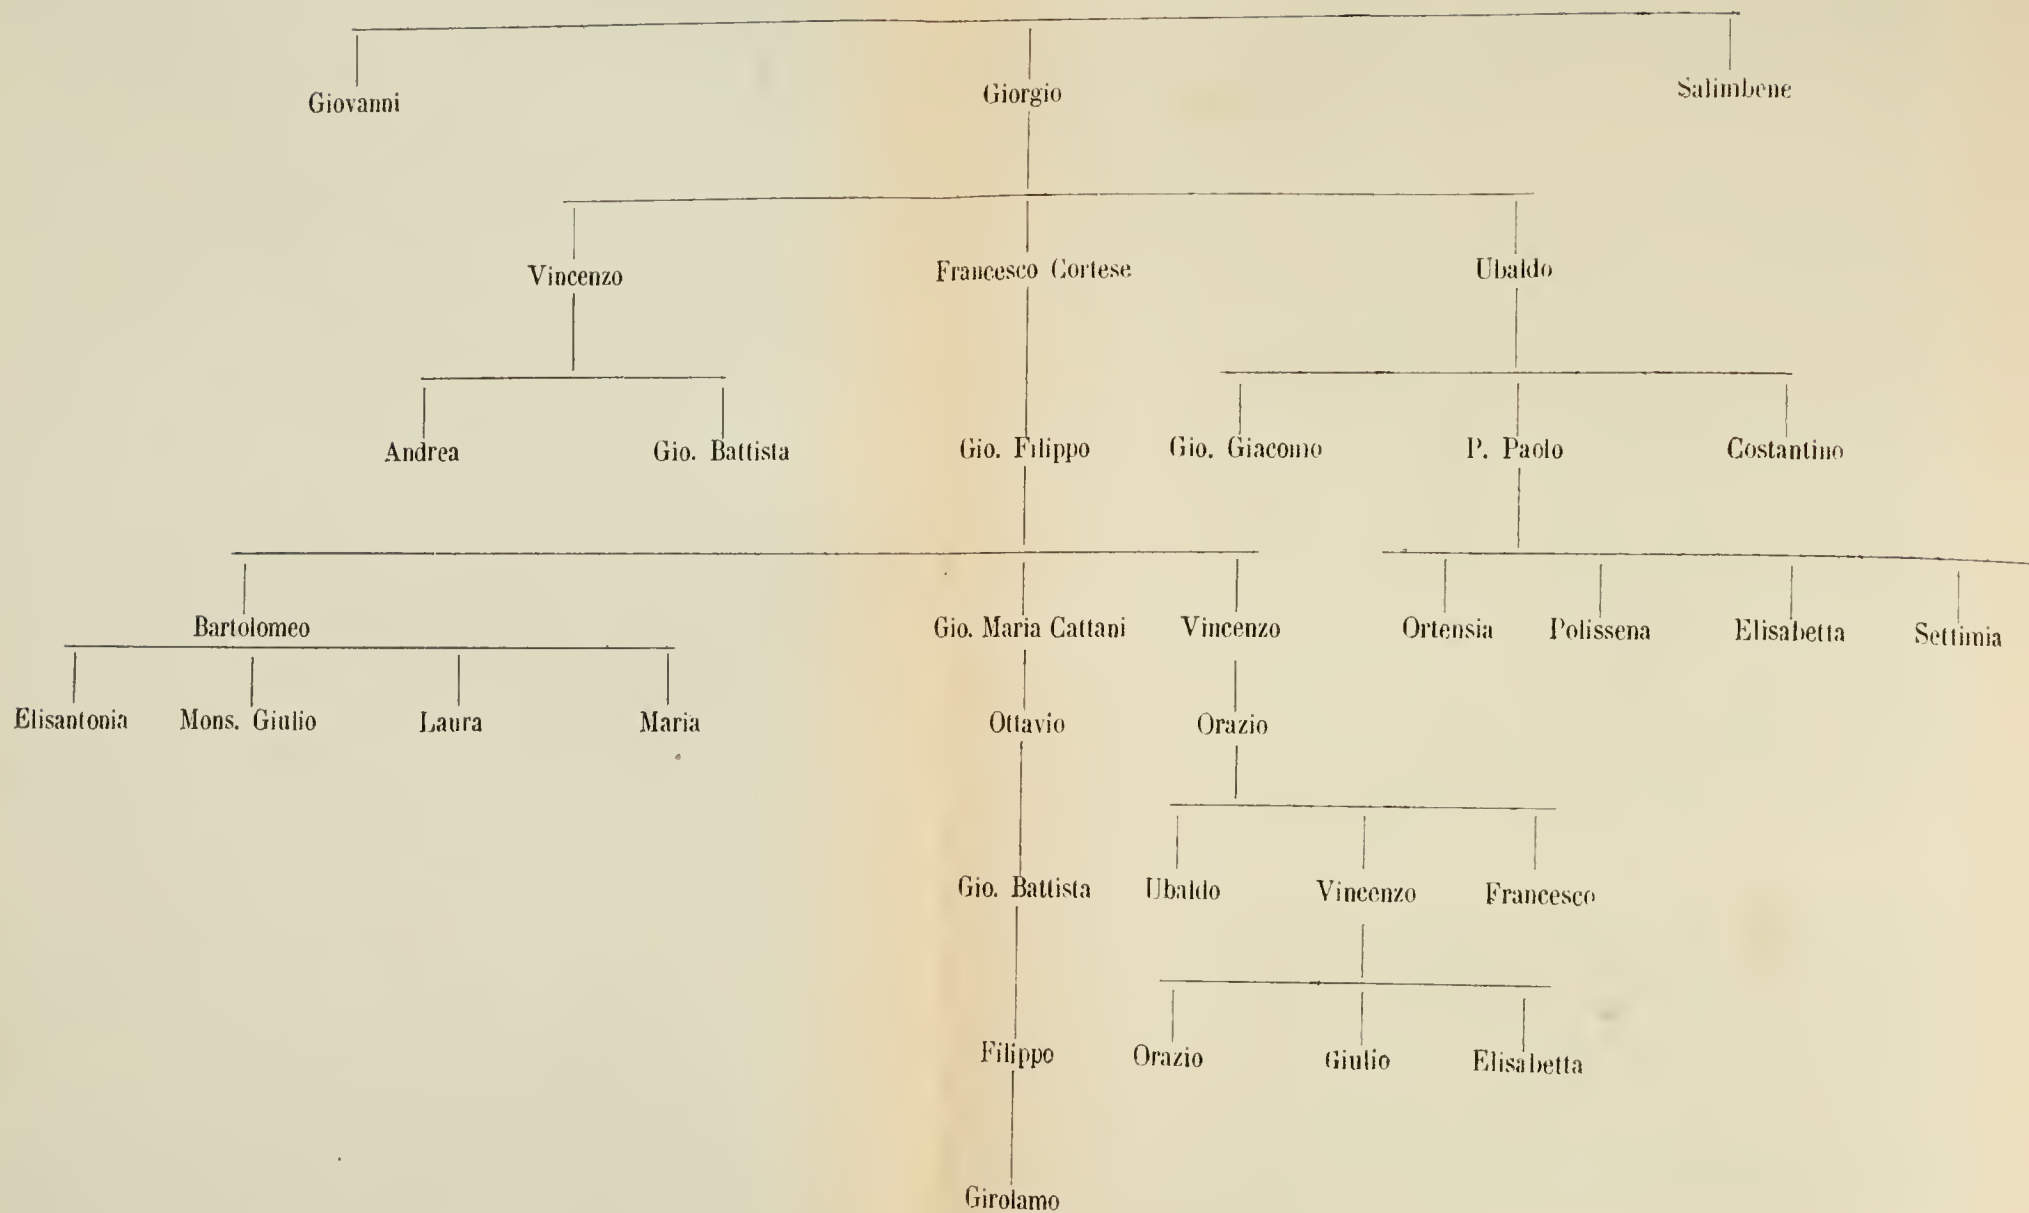 Giovanni Giorgio Salimbene
Vincenzo Francesco Cortese Ubaldo
Andrea Gio. Battista Gio. Filippo Gio. Giacomo P. Paolo Costantino
Bartolomeo Gio. Maria Cattani Vincenzo Ortensia Polissena Elisabetta Settimia
Elisantonia Mons. Giulio Laura Maria Ottavio Orazio
Gio. Battista Ubaldo Vincenzo Francesco
Filippo Orazio Giulio Elisabetta
Girolamo